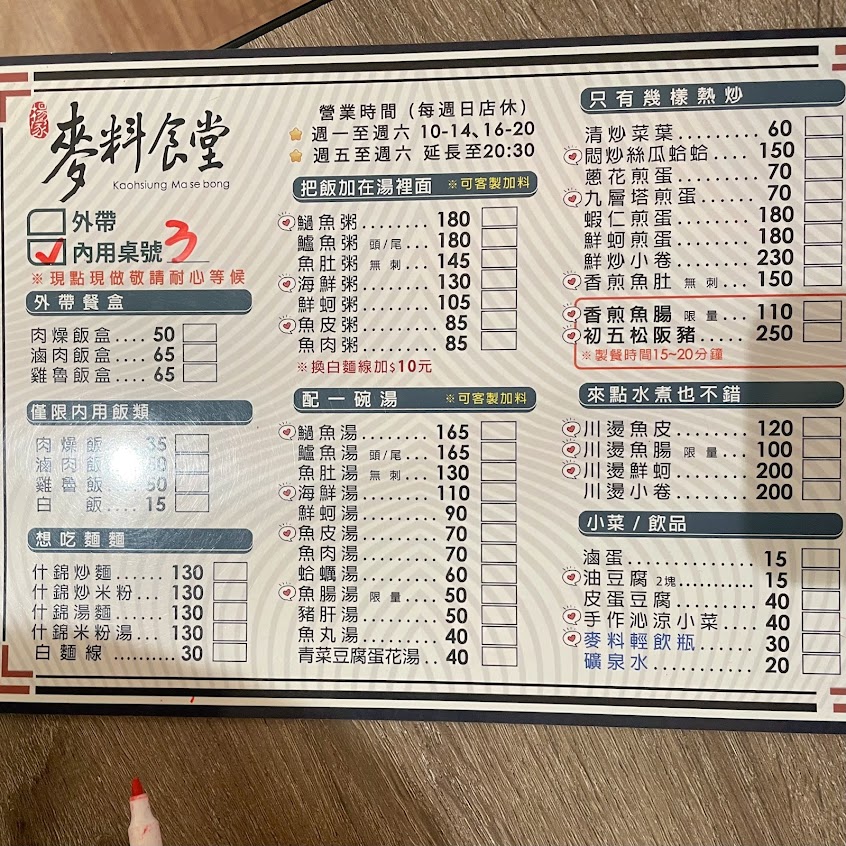 楊家
麥料食堂
Kaohsiung Ma se bong
外帶
內用桌號 3
※現點現做敬請耐心等候
外帶餐盒
肉燥飯盒.... 50
滷肉飯盒.... 65
雞魯飯盒.... 65
僅限內用飯類
肉燥飯 35
滷肉飯
雞魯飯 50
白飯... 15
想吃麵麵
什錦炒麵...... 130
什錦炒米粉... 130
什錦湯麵...... 130
什錦米粉湯.. 130
白麵線.......... 30
營業時間 (每週日店休)
週一至週六 10-14、16-20
週五至週六 延長至20:30
把飯加在湯裡面 ※可客製加料
鮸魚粥......... 180
鱸魚粥 頭/尾... 180
魚肚粥 無刺... 145
海鮮粥......... 130
鮮蚵粥......... 105
魚皮粥......... 85
魚肉粥......... 85
※換白麵線加$10元
配一碗湯 ※可客製加料
鮸魚湯......... 165
鱸魚湯 頭/尾... 165
魚肚湯 無刺... 130
海鮮湯......... 110
鮮蚵湯......... 90
魚皮湯......... 70
魚肉湯......... 70
蛤蠣湯......... 60
魚腸湯 限量... 50
豬肝湯......... 50
魚丸湯......... 40
青菜豆腐蛋花湯.. 40
只有幾樣熱炒
清炒菜葉......... 60
悶炒絲瓜蛤蛤.... 150
蔥花煎蛋......... 70
九層塔煎蛋...... 70
蝦仁煎蛋......... 180
鮮蚵煎蛋......... 180
鮮炒小卷......... 230
香煎魚肚 無刺... 150
香煎魚腸 限量... 110
初五松阪豬...... 250
※製餐時間15~20分鐘
來點水煮也不錯
川燙魚皮......... 120
川燙魚腸 限量... 100
川燙鮮蚵......... 200
川燙小卷......... 200
小菜/飲品
滷蛋............... 15
油豆腐 2塊......... 15
皮蛋豆腐......... 40
手作沁涼小菜... 40
麥料輕飲瓶...... 30
礦泉水............ 20